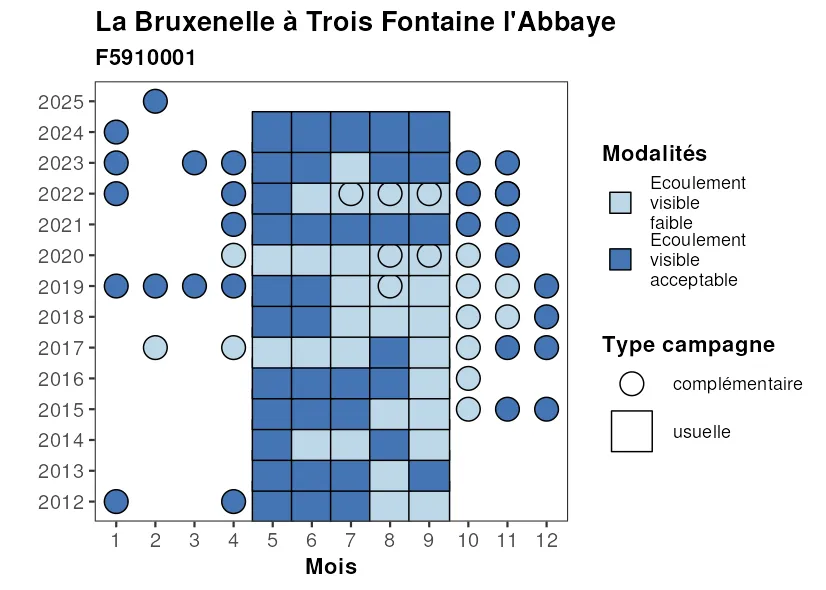 La Bruxenelle à Trois Fontaine l'Abbaye
F5910001
2025
2024
2023
2022
2021
2020
2019
2018
2017
2016
2015
2014
2013
2012
1 2 3 4 5 6 7 8 9 10 11 12
Mois
Modalités
Ecoulement
visible
faible
Ecoulement
visible
acceptable
Type campagne
complémentaire
usuelle